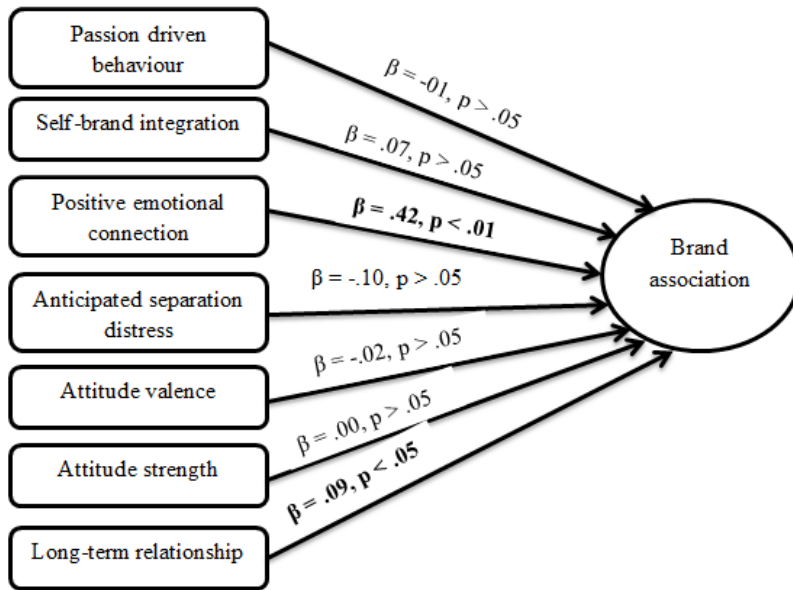 Passion driven
behaviour
β = -01, p > .05
Self-brand integration
β = .07, p > .05
Positive emotional
connection
β = .42, p < .01
Brand
association
Anticipated separation
distress
β = -.10, p > .05
Attitude valence
β = -.02, p > .05
Attitude strength
β = .00, p > .05
Long-term relationship
β = .09, p < .05